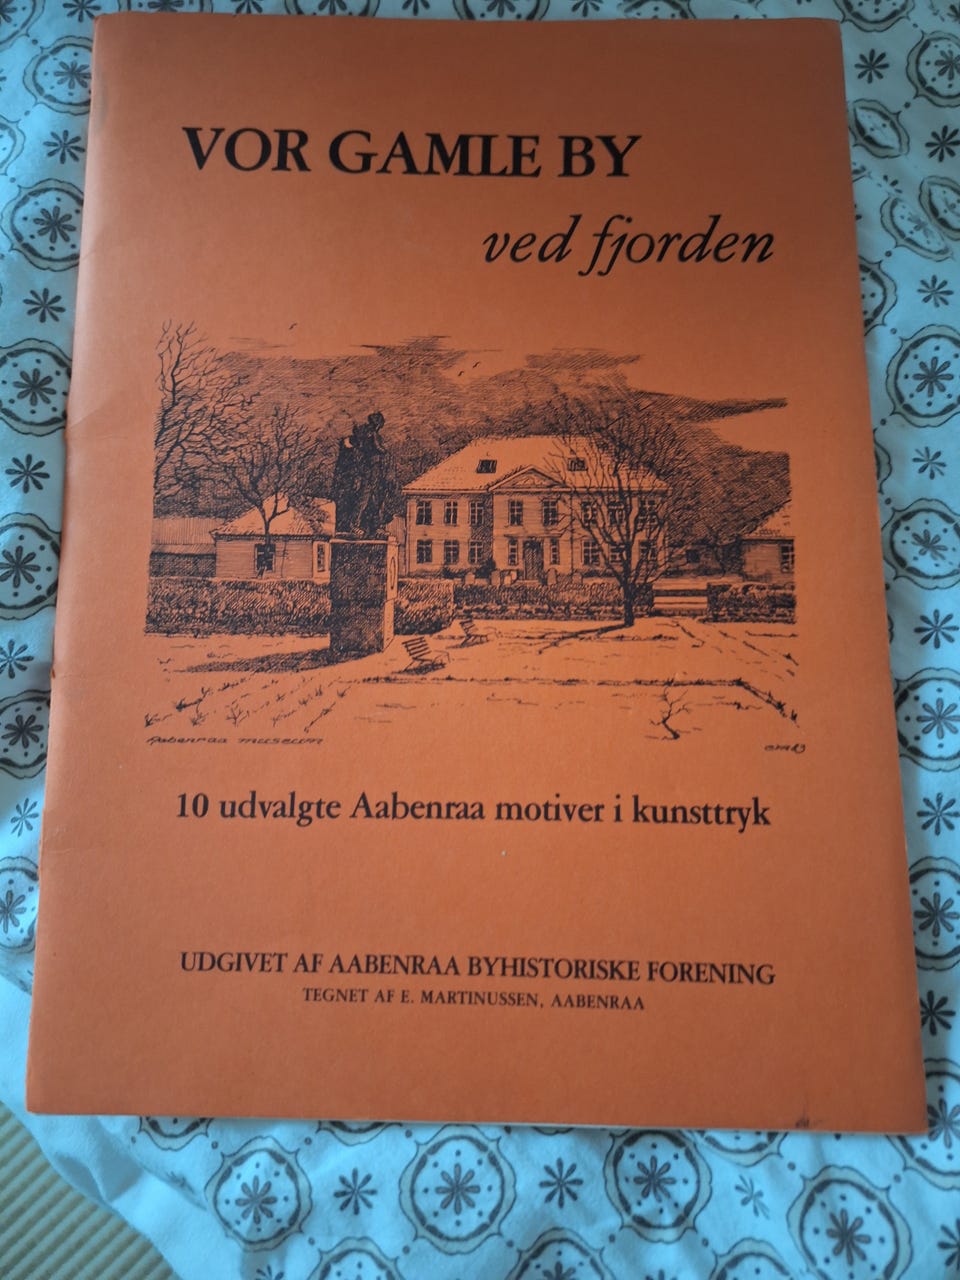 VOR GAMLE BY
ved fjorden
Aabenraa museum
10 udvalgte Aabenraa motiver i kunsttryk
UDGIVET AF AABENRAA BYHISTORISKE FORENING
TEGNET AF E. MARTINUSSEN, AABENRAA